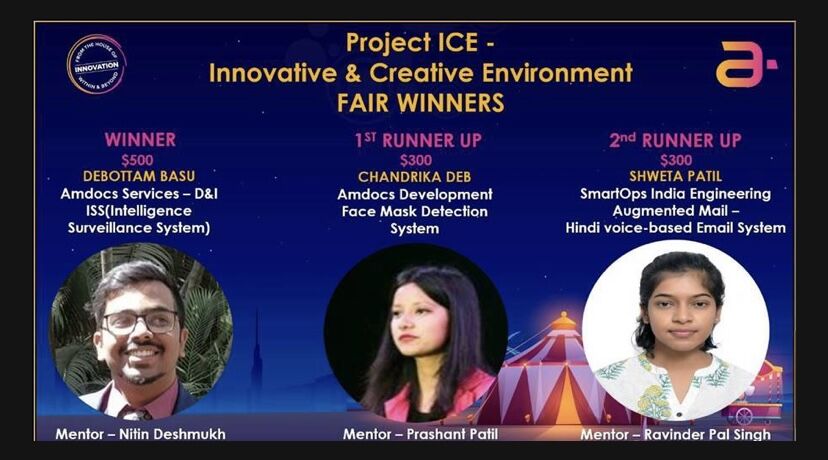 FROM THE HOUSE OF
INNOVATION
WITHIN & BEYOND
a
Project ICE -
Innovative & Creative Environment
FAIR WINNERS
WINNER
$500
DEBOTTAM BASU
Amdocs Services – D&I
ISS(Intelligence
Surveillance System)
1ST RUNNER UP
$300
CHANDRIKA DEB
Amdocs Development
Face Mask Detection
System
2nd RUNNER UP
$300
SHWETA PATIL
SmartOps India Engineering
Augmented Mail –
Hindi voice-based Email System
Mentor – Nitin Deshmukh
Mentor – Prashant Patil
Mentor – Ravinder Pal Singh